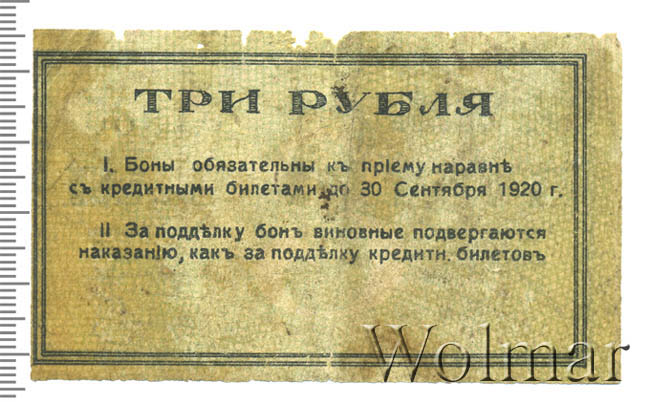 ТРИ РУБЛЯ
I. Боны обязательны къ пріему наравнѣ
съ кредитными билетами до 30 Сентября 1920 г.
II За поддѣлку бонъ виновные подвергаются
наказанію, какъ за поддѣлку кредитн. билетовъ
Wolmar